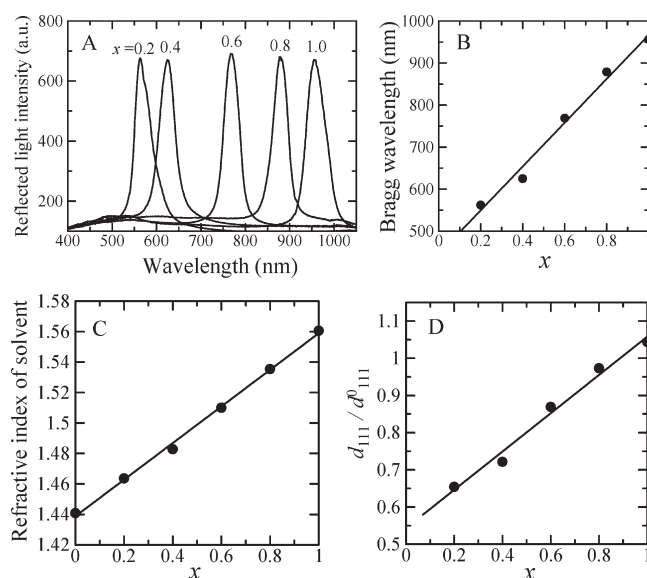 A
x =0.2 0.4 0.6 0.8 1.0
Reflected light intensity (a.u.)
800
600
400
200
400 500 600 700 800 900 1000
Wavelength (nm)
B
Bragg wavelength (nm)
1000
900
800
700
600
500
0 0.2 0.4 0.6 0.8 1
x
C
Refractive index of solvent
1.58
1.56
1.54
1.52
1.5
1.48
1.46
1.44
1.42
0 0.2 0.4 0.6 0.8 1
x
D
d111 / d⁰111
1.1
1
0.9
0.8
0.7
0.6
0.5
0 0.2 0.4 0.6 0.8 1
x